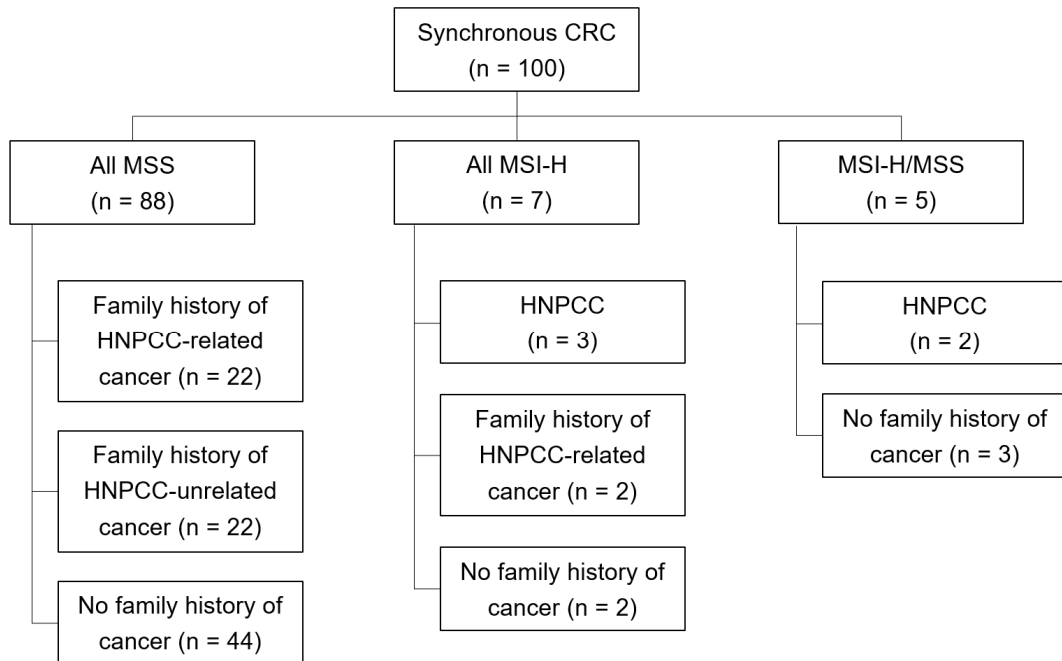 Synchronous CRC
(n = 100)
All MSS
(n = 88)
All MSI-H
(n = 7)
MSI-H/MSS
(n = 5)
Family history of
HNPCC-related
cancer (n = 22)
Family history of
HNPCC-unrelated
cancer (n = 22)
No family history of
cancer (n = 44)
HNPCC
(n = 3)
Family history of
HNPCC-related
cancer (n = 2)
No family history of
cancer (n = 2)
HNPCC
(n = 2)
No family history of
cancer (n = 3)